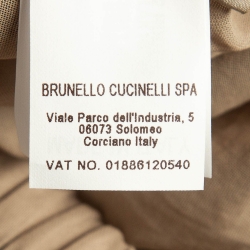 BRUNELLO CUCINELLI SPA
Viale Parco dell'Industria, 5
06073 Solomeo
Corciano Italy
VAT NO. 01886120540